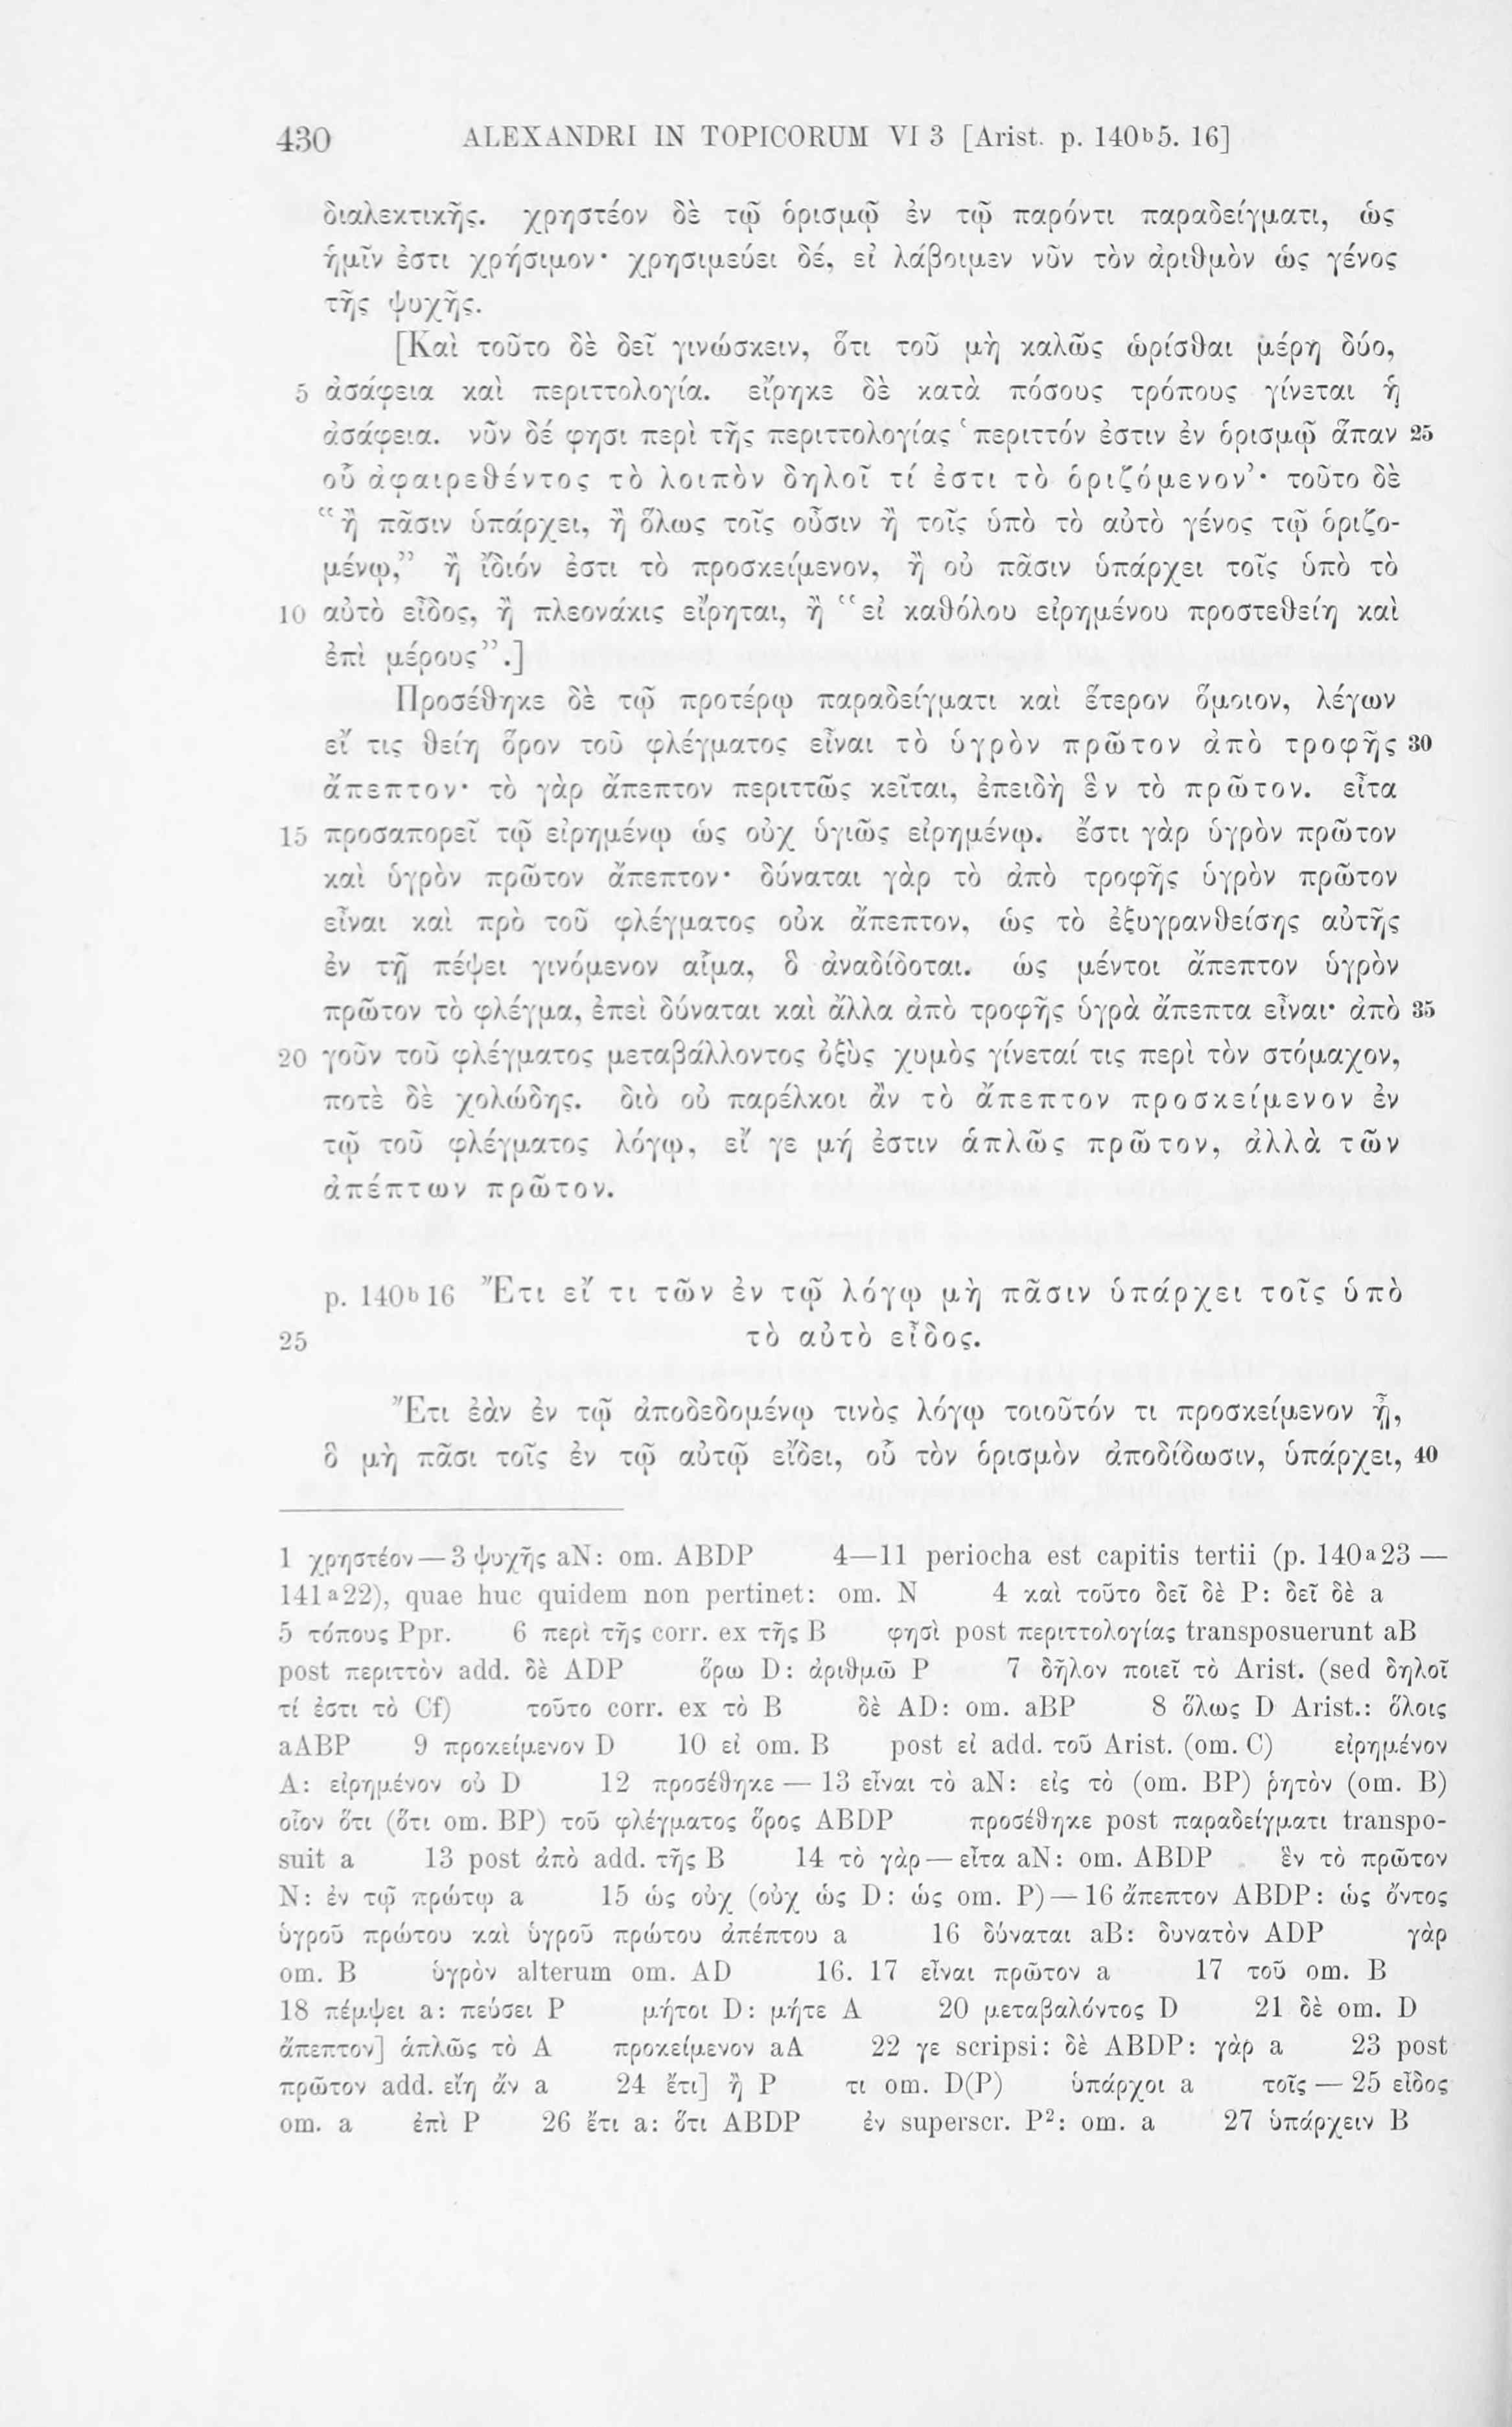 430 ALEXANDRI IN TOPICORUM VI 3 [Arist. p. 140ᵇ5. 16]
διαλεκτικῆς. χρηστέον δὲ τῷ ὁρισμῷ ἐν τῷ παρόντι παραδείγματι, ὡς
ἡμῖν ἐστι χρήσιμον· χρησιμεύει δέ, εἰ λάβοιμεν νῦν τὸν ἀριθμὸν ὡς γένος
τῆς ψυχῆς.
[Καὶ τοῦτο δὲ δεῖ γινώσκειν, ὅτι τοῦ μὴ καλῶς ὡρίσθαι μέρη δύο,
5 ἀσάφεια καὶ περιττολογία. εἴρηκε δὲ κατὰ πόσους τρόπους γίνεται ἡ
ἀσάφεια. νῦν δέ φησι περὶ τῆς περιττολογίας ‘περιττόν ἐστιν ἐν ὁρισμῷ ἅπαν 25
οὗ ἀφαιρεθέντος τὸ λοιπὸν δηλοῖ τί ἐστι τὸ ὁριζόμενον’· τοῦτο δὲ
“ἢ πᾶσιν ὑπάρχει, ἢ ὅλως τοῖς οὖσιν ἢ τοῖς ὑπὸ τὸ αὐτὸ γένος τῷ ὁριζο-
μένῳ,” ἢ ἴδιόν ἐστι τὸ προσκείμενον, ἢ οὐ πᾶσιν ὑπάρχει τοῖς ὑπὸ τὸ
10 αὐτὸ εἶδος, ἢ πλεονάκις εἴρηται, ἢ “εἰ καθόλου εἰρημένου προστεθείη καὶ
ἐπὶ μέρους”.]
Προσέθηκε δὲ τῷ προτέρῳ παραδείγματι καὶ ἕτερον ὅμοιον, λέγων
εἴ τις θείη ὅρον τοῦ φλέγματος εἶναι τὸ ὑγρὸν πρῶτον ἀπὸ τροφῆς 30
ἄπεπτον· τὸ γὰρ ἄπεπτον περιττῶς κεῖται, ἐπειδὴ ἓν τὸ πρῶτον. εἶτα
15 προσαπορεῖ τῷ εἰρημένῳ ὡς οὐχ ὑγιῶς εἰρημένῳ. ἔστι γὰρ ὑγρὸν πρῶτον
καὶ ὑγρὸν πρῶτον ἄπεπτον· δύναται γὰρ τὸ ἀπὸ τροφῆς ὑγρὸν πρῶτον
εἶναι καὶ πρὸ τοῦ φλέγματος οὐκ ἄπεπτον, ὡς τὸ ἐξυγρανθείσης αὐτῆς
ἐν τῇ πέψει γινόμενον αἷμα, ὃ ἀναδίδοται. ὡς μέντοι ἄπεπτον ὑγρὸν
πρῶτον τὸ φλέγμα, ἐπεὶ δύναται καὶ ἄλλα ἀπὸ τροφῆς ὑγρὰ ἄπεπτα εἶναι· ἀπὸ 35
20 γοῦν τοῦ φλέγματος μεταβάλλοντος ὀξὺς χυμὸς γίνεταί τις περὶ τὸν στόμαχον,
ποτὲ δὲ χολώδης. διὸ οὐ παρέλκοι ἂν τὸ ἄπεπτον προσκείμενον ἐν
τῷ τοῦ φλέγματος λόγῳ, εἴ γε μή ἐστιν ἁπλῶς πρῶτον, ἀλλὰ τῶν
ἀπέπτων πρῶτον.
p. 140ᵇ16 Ἔτι εἴ τι τῶν ἐν τῷ λόγῳ μὴ πᾶσιν ὑπάρχει τοῖς ὑπὸ
25 τὸ αὐτὸ εἶδος.
Ἔτι ἐὰν ἐν τῷ ἀποδεδομένῳ τινὸς λόγῳ τοιοῦτόν τι προσκείμενον ᾖ,
ὃ μὴ πᾶσι τοῖς ἐν τῷ αὐτῷ εἴδει, οὗ τὸν ὁρισμὸν ἀποδίδωσιν, ὑπάρχει, 40
1 χρηστέον — 3 ψυχῆς aN: om. ABDP 4—11 periocha est capitis tertii (p. 140ᵃ23 —
141ᵃ22), quae huc quidem non pertinet: om. N 4 καὶ τοῦτο δεῖ δὲ P: δεῖ δὲ a
5 τόπους Ppr. 6 περὶ τῆς corr. ex τῆς B φησὶ post περιττολογίας transposuerunt aB
post περιττὸν add. δὲ ADP ὅρω D: ἀριθμῶ P 7 δῆλον ποιεῖ τὸ Arist. (sed δηλοῖ
τί ἐστι τὸ Cf) τοῦτο corr. ex τὸ B δὲ AD: om. aBP 8 ὅλως D Arist.: ὅλοις
aABP 9 προκείμενον D 10 εἰ om. B post εἰ add. τοῦ Arist. (om. C) εἰρημένον
A: εἰρημένον οὐ D 12 προσέθηκε — 13 εἶναι τὸ aN: εἰς τὸ (om. BP) ῥητὸν (om. B)
οἷον ὅτι (ὅτι om. BP) τοῦ φλέγματος ὅρος ABDP προσέθηκε post παραδείγματι transpo-
suit a 13 post ἀπὸ add. τῆς B 14 τὸ γὰρ — εἶτα aN: om. ABDP ἓν τὸ πρῶτον
N: ἐν τῷ πρώτῳ a 15 ὡς οὐχ (οὐχ ὡς D: ὡς om. P) — 16 ἄπεπτον ABDP: ὡς ὄντος
ὑγροῦ πρώτου καὶ ὑγροῦ πρώτου ἀπέπτου a 16 δύναται aB: δυνατὸν ADP γὰρ
om. B ὑγρὸν alterum om. AD 16. 17 εἶναι πρῶτον a 17 τοῦ om. B
18 πέμψει a: πεύσει P μήτοι D: μήτε A 20 μεταβαλόντος D 21 δὲ om. D
ἄπεπτον] ἁπλῶς τὸ A προκείμενον aA 22 γε scripsi: δὲ ABDP: γὰρ a 23 post
πρῶτον add. εἴη ἂν a 24 ἔτι] ἢ P τι om. D(P) ὑπάρχοι a τοῖς — 25 εἶδος
om. a ἐπὶ P 26 ἔτι a: ὅτι ABDP ἐν superscr. P²: om. a 27 ὑπάρχειν B